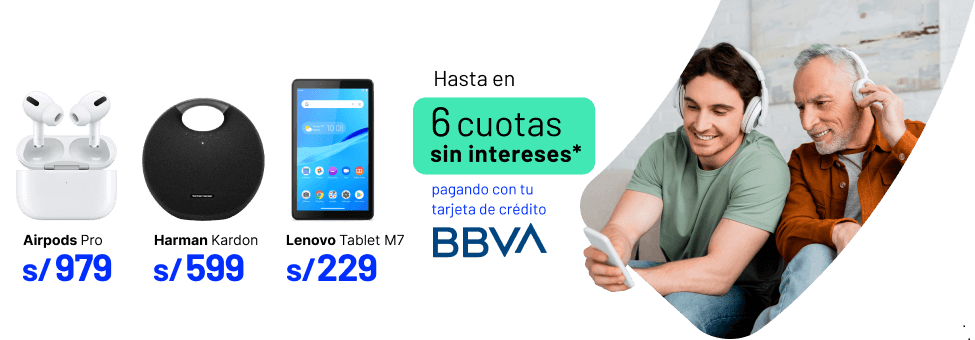 Hasta en
6 cuotas
sin intereses*
pagando con tu
tarjeta de crédito
BBVA
Airpods Pro
s/979
Harman Kardon
s/599
Lenovo Tablet M7
s/229